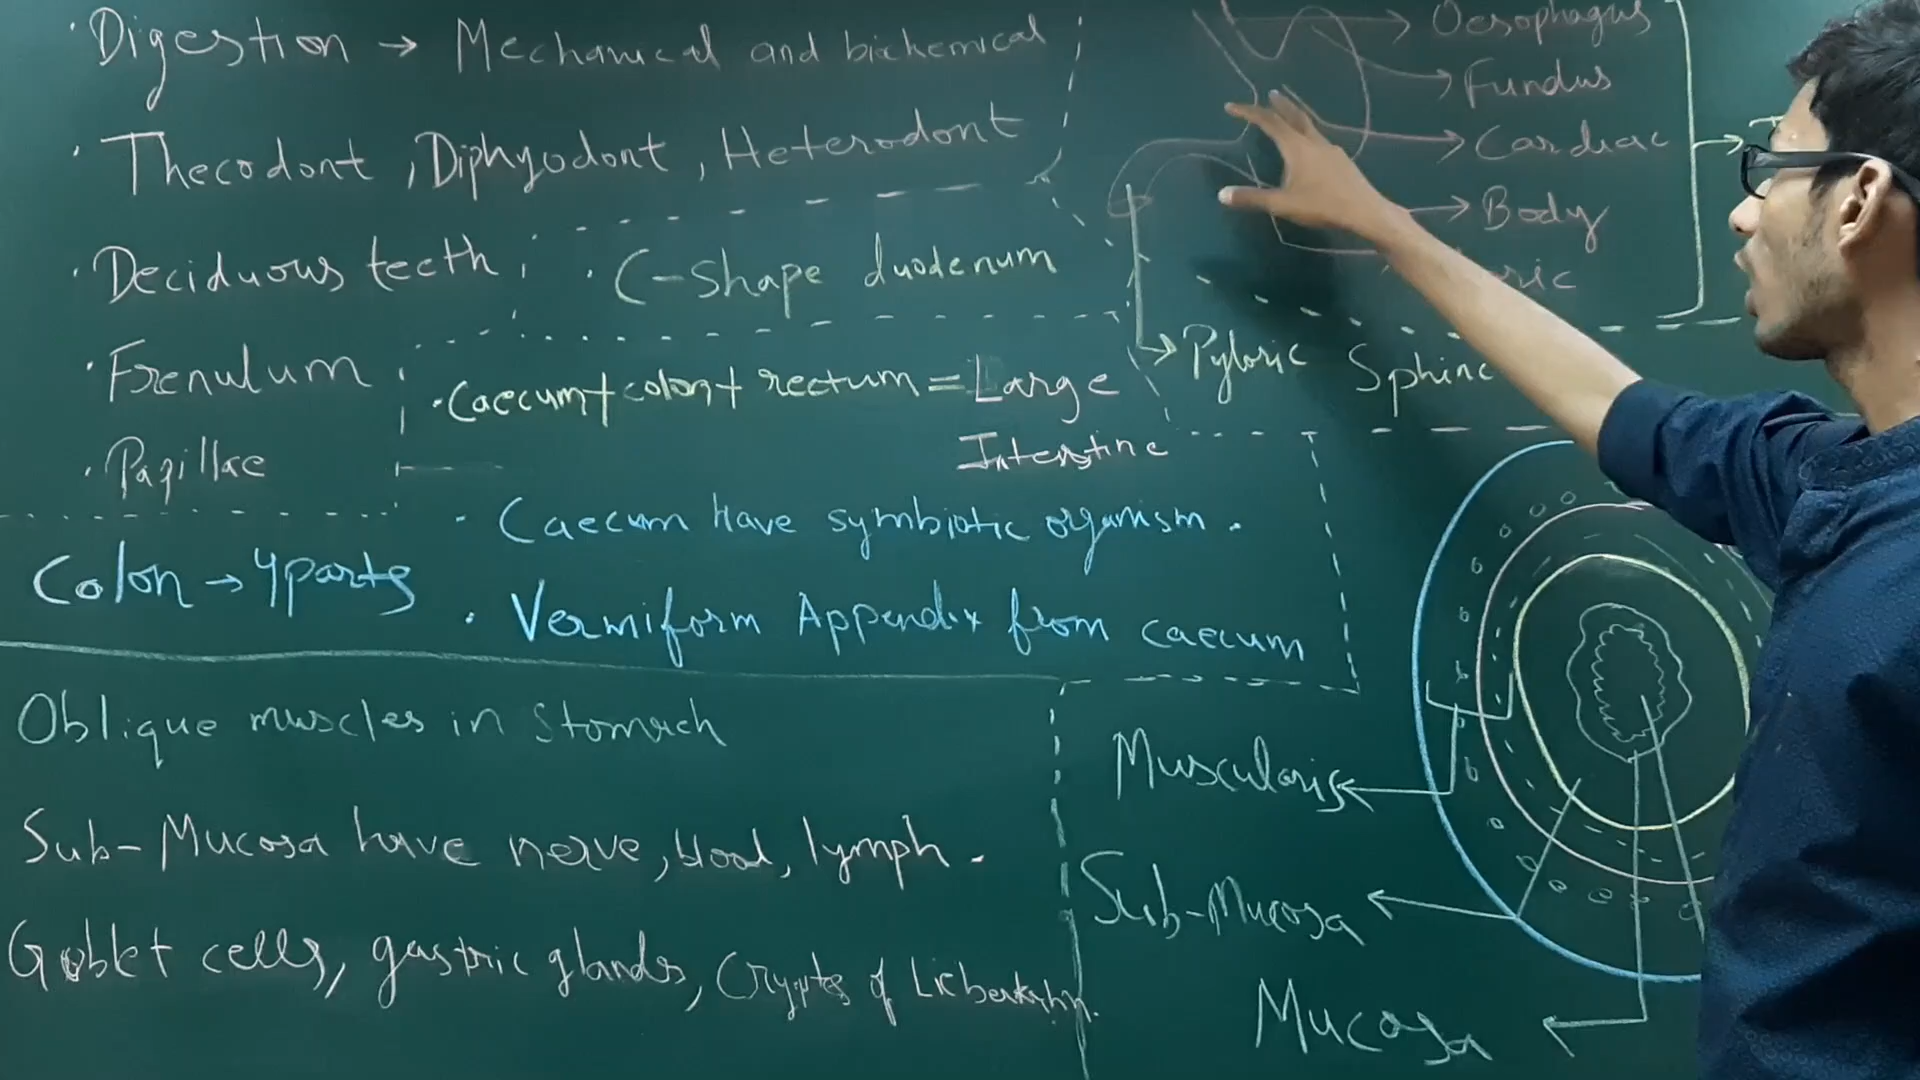 · Digestion → Mechanical and bichemical
· Thecodont, Diphyodont, Heterodont
· Deciduous teeth
· C-Shape duodenum
· Frenulum
· Caecum + colon + rectum = Large
Intestine
· Papillae
· Caecum have symbiotic organism.
Colon → 4 parts
· Vermiform Appendix from caecum
Oblique muscles in Stomach
Sub-Mucosa have nerve, blood, lymph.
Goblet cells, gastric glands, Crypts of Lieberkuhn.
→ Oesophagus
→ Fundus
→ Cardiac
→ Body
ric
→ Pyloric Sphinc
Muscularis
Sub-Mucosa
Mucosa